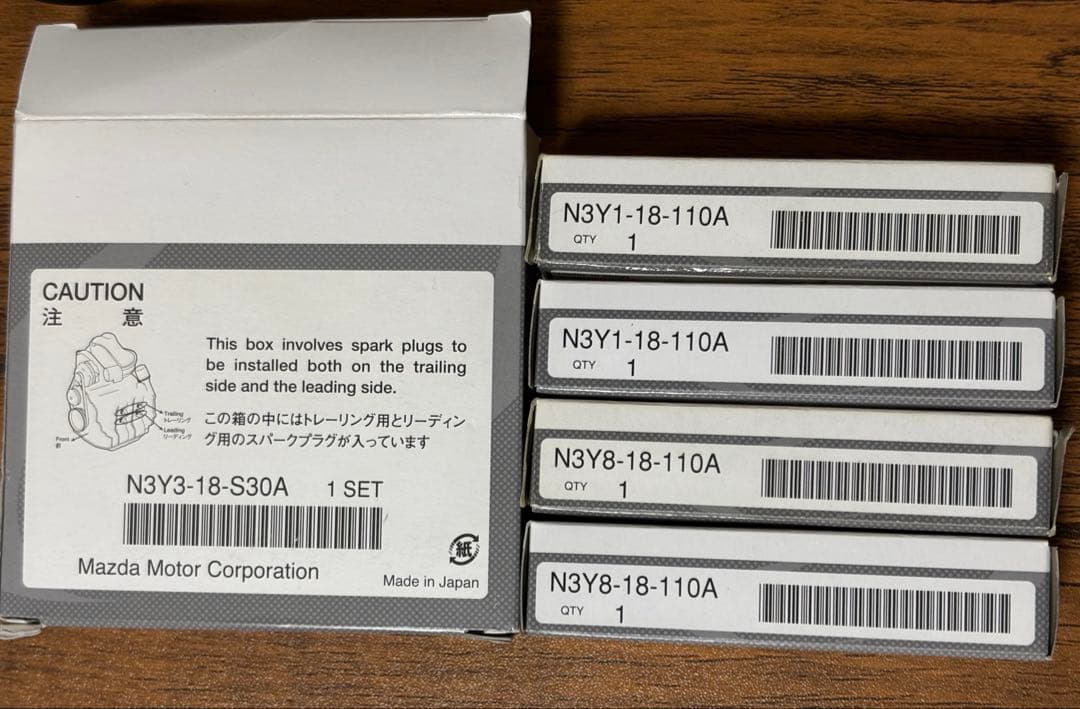 CAUTION
注 意
This box involves spark plugs to
be installed both on the trailing
side and the leading side.
この箱の中にはトレーリング用とリーディン
グ用のスパークプラグが入っています
Trailing
トレーリング
Leading
リーディング
Front
前
N3Y3-18-S30A 1 SET
紙
Mazda Motor Corporation
Made in Japan
N3Y1-18-110A
QTY 1
N3Y1-18-110A
QTY 1
N3Y8-18-110A
QTY 1
N3Y8-18-110A
QTY 1